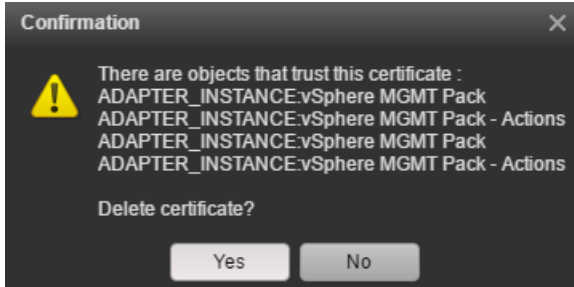 Confirmation
There are objects that trust this certificate :
ADAPTER_INSTANCE:vSphere MGMT Pack
ADAPTER_INSTANCE:vSphere MGMT Pack - Actions
ADAPTER_INSTANCE:vSphere MGMT Pack
ADAPTER_INSTANCE:vSphere MGMT Pack - Actions
Delete certificate?
Yes No